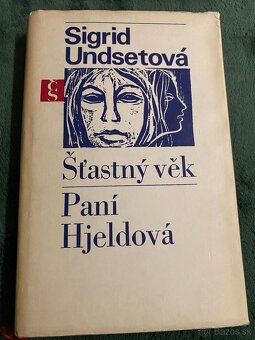 Sigrid
Undsetová
Šťastný věk
Paní
Hjeldová